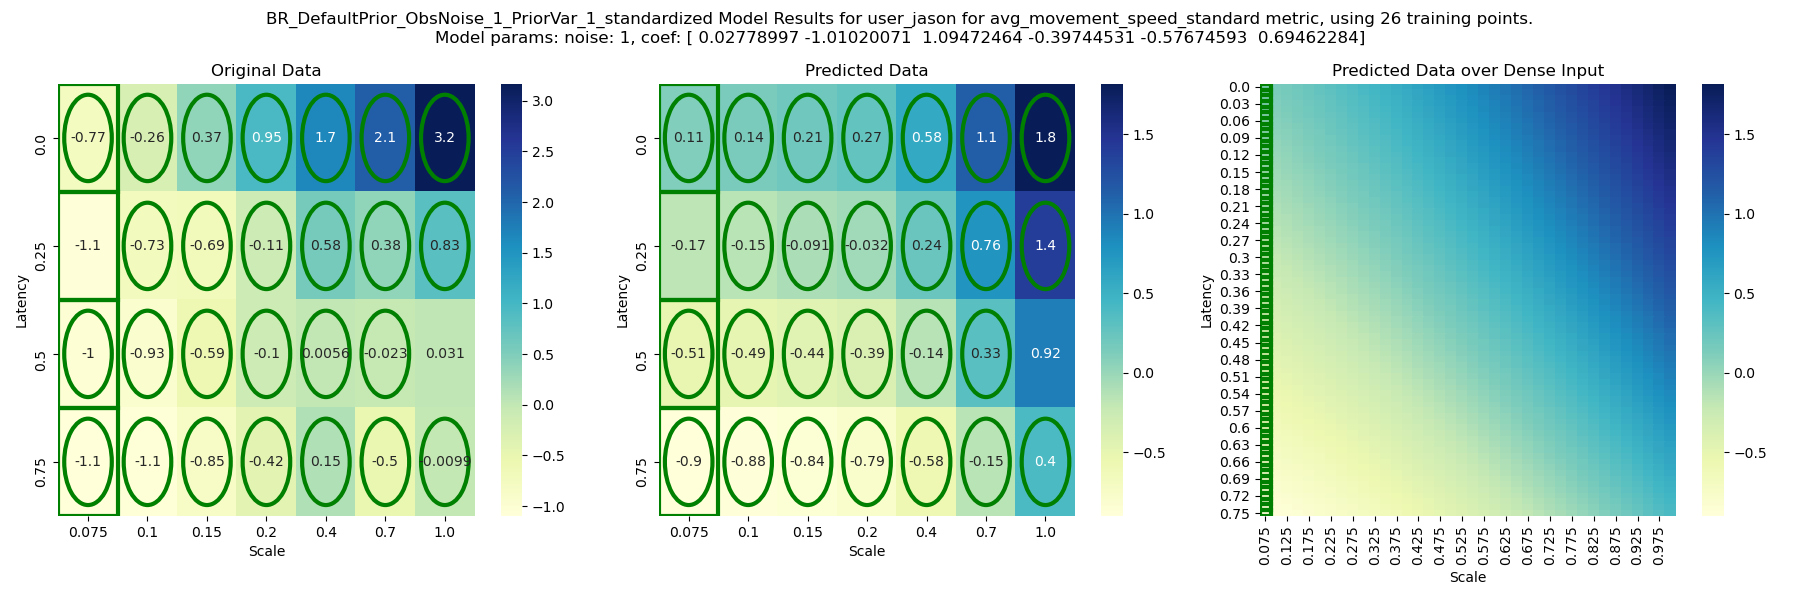 BR_DefaultPrior_ObsNoise_1_PriorVar_1_standardized Model Results for user_jason for avg_movement_speed_standard metric, using 26 training points.
Model params: noise: 1, coef: [ 0.02778997 -1.01020071  1.09472464 -0.39744531 -0.57674593  0.69462284]
Original Data
Latency
0.0
-0.77 -0.26 0.37 0.95 1.7 2.1 3.2
0.25
-1.1 -0.73 -0.69 -0.11 0.58 0.38 0.83
0.5
-1 -0.93 -0.59 -0.1 0.0056 -0.023 0.031
0.75
-1.1 -1.1 -0.85 -0.42 0.15 -0.5 -0.0099
0.075 0.1 0.15 0.2 0.4 0.7 1.0
Scale
3.0
2.5
2.0
1.5
1.0
0.5
0.0
−0.5
−1.0
Predicted Data
Latency
0.0
0.11 0.14 0.21 0.27 0.58 1.1 1.8
0.25
-0.17 -0.15 -0.091 -0.032 0.24 0.76 1.4
0.5
-0.51 -0.49 -0.44 -0.39 -0.14 0.33 0.92
0.75
-0.9 -0.88 -0.84 -0.79 -0.58 -0.15 0.4
0.075 0.1 0.15 0.2 0.4 0.7 1.0
Scale
1.5
1.0
0.5
0.0
−0.5
Predicted Data over Dense Input
Latency
0.0
0.03
0.06
0.09
0.12
0.15
0.18
0.21
0.24
0.27
0.3
0.33
0.36
0.39
0.42
0.45
0.48
0.51
0.54
0.57
0.6
0.63
0.66
0.69
0.72
0.75
0.075 0.125 0.175 0.225 0.275 0.325 0.375 0.425 0.475 0.525 0.575 0.625 0.675 0.725 0.775 0.825 0.875 0.925 0.975
Scale
1.5
1.0
0.5
0.0
−0.5